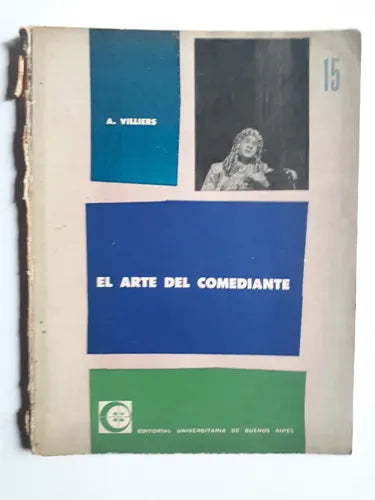 15
A. VILLIERS
EL ARTE DEL COMEDIANTE
EDITORIAL UNIVERSITARIA DE BUENOS AIRES